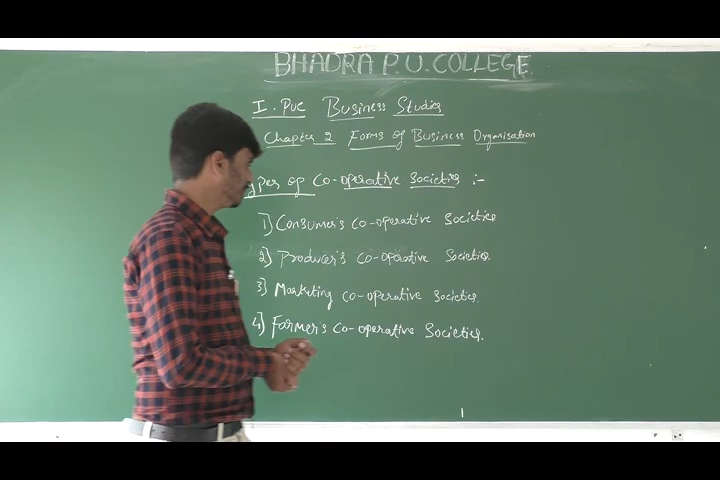 BHADRA P.U. COLLEGE.
I. PUC Business Studies
Chapter 2 Forms of Business Organisation
ypes of Co-operative Societies :-
1] Consumer's Co-operative Societies
2] Producer's Co-operative Societies.
3] Marketing Co-operative Societies.
4] Farmer's Co-operative Societies.